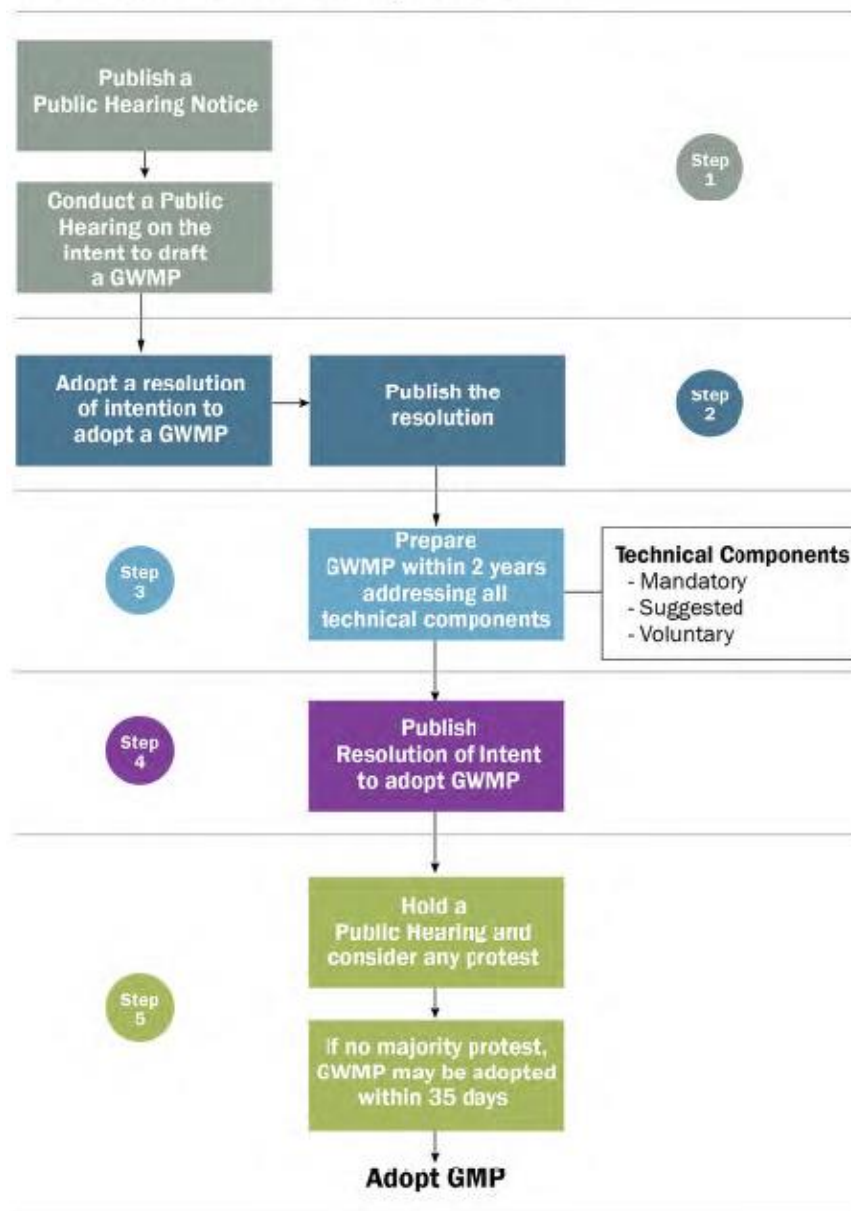 Publish a
Public Hearing Notice
Step
1
Conduct a Public
Hearing on the
intent to draft
a GWMP
Adopt a resolution
of intention to
adopt a GWMP
Publish the
resolution
Step
2
Step
3
Prepare
GWMP within 2 years
addressing all
technical components
Technical Components
- Mandatory
- Suggested
- Voluntary
Step
4
Publish
Resolution of Intent
to adopt GWMP
Hold a
Public Hearing and
consider any protest
Step
5
If no majority protest,
GWMP may be adopted
within 35 days
Adopt GMP